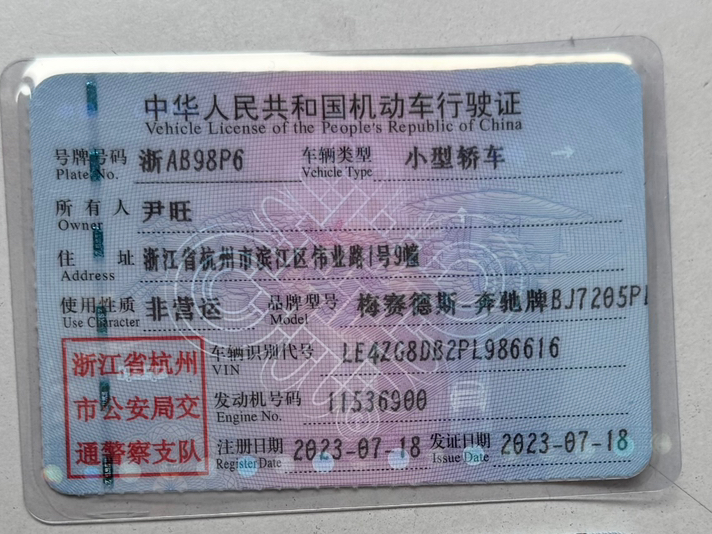 中华人民共和国机动车行驶证
Vehicle License of the People's Republic of China
号牌号码 浙AB98P6 车辆类型 小型轿车
Plate No. Vehicle Type
所有人 尹旺
Owner
住址 浙江省杭州市滨江区伟业路1号9幢
Address
使用性质 非营运 品牌型号 梅赛德斯-奔驰牌BJ7205P
Use Character Model
浙江省杭州
市公安局交
通警察支队
车辆识别代号 LE4ZG8DB2PL986616
VIN
发动机号码 11536900
Engine No.
注册日期 2023-07-18 发证日期 2023-07-18
Register Date Issue Date